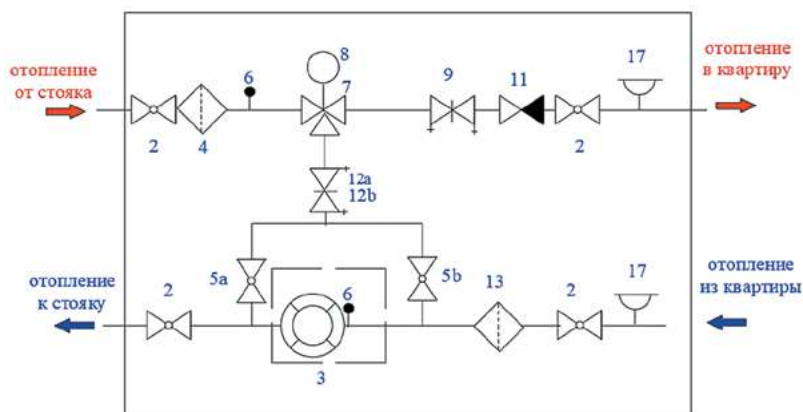 8
17
отопление
в квартиру
отопление
от стояка
6
7
9
11
2
4
2
12a
12b
отопление
к стояку
2
5a
6
5b
13
2
17
отопление
из квартиры
3